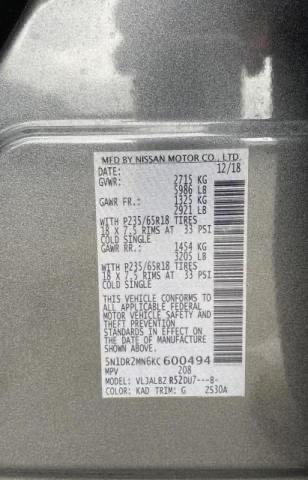 MFD BY NISSAN MOTOR CO., LTD.
DATE: 12/18
GVWR: 2715 KG
5986 LB
GAWR FR.: 1325 KG
2921 LB
WITH P235/65R18 TIRES
18 X 7.5 RIMS AT 33 PSI
COLD SINGLE
GAWR RR.: 1454 KG
3205 LB
WITH P235/65R18 TIRES
18 X 7.5 RIMS AT 33 PSI
COLD SINGLE
THIS VEHICLE CONFORMS TO
ALL APPLICABLE FEDERAL
MOTOR VEHICLE SAFETY AND
THEFT PREVENTION
STANDARDS IN EFFECT ON
THE DATE OF MANUFACTURE
SHOWN ABOVE.
5N1DR2MN6KC600494
MPV 208
MODEL: VL3ALBZ R52DU7---B-
COLOR: KAD TRIM: G 2530A